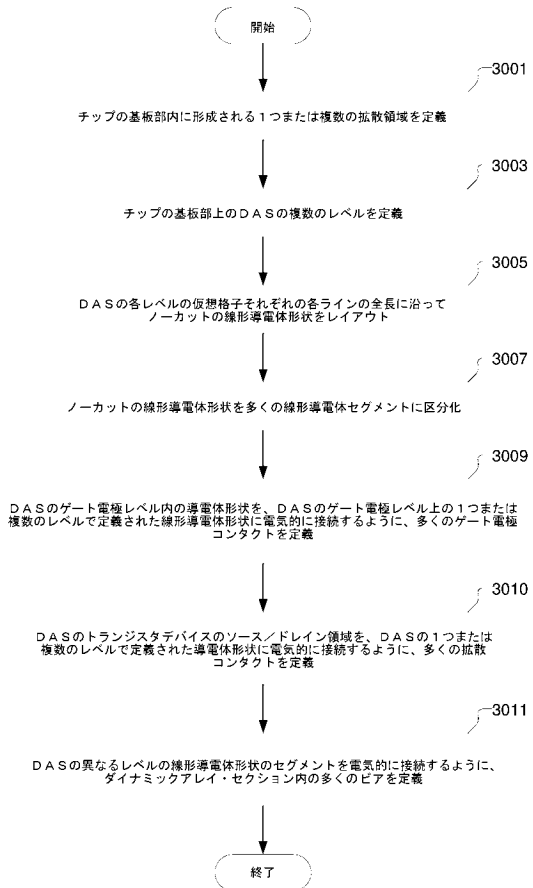 開始
3001
チップの基板部内に形成される１つまたは複数の拡散領域を定義
3003
チップの基板部上のＤＡＳの複数のレベルを定義
3005
ＤＡＳの各レベルの仮想格子それぞれの各ラインの全長に沿って
ノーカットの線形導電体形状をレイアウト
3007
ノーカットの線形導電体形状を多くの線形導電体セグメントに区分化
3009
ＤＡＳのゲート電極レベル内の導電体形状を、ＤＡＳのゲート電極レベル上の１つまたは
複数のレベルで定義された線形導電体形状に電気的に接続するように、多くのゲート電極
コンタクトを定義
3010
ＤＡＳのトランジスタデバイスのソース／ドレイン領域を、ＤＡＳの１つまたは
複数のレベルで定義された導電体形状に電気的に接続するように、多くの拡散
コンタクトを定義
3011
ＤＡＳの異なるレベルの線形導電体形状のセグメントを電気的に接続するように、
ダイナミックアレイ・セクション内の多くのビアを定義
終了